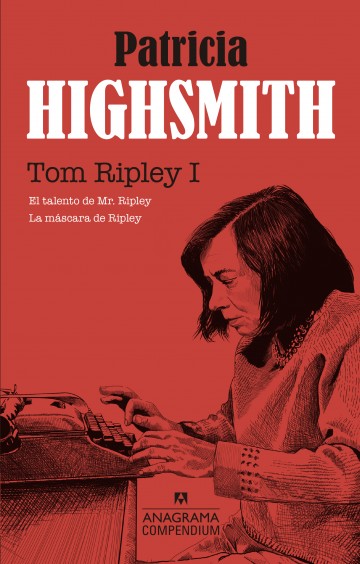 Patricia
HIGHSMITH
Tom Ripley I
El talento de Mr. Ripley
La máscara de Ripley
ANAGRAMA
COMPENDIUM